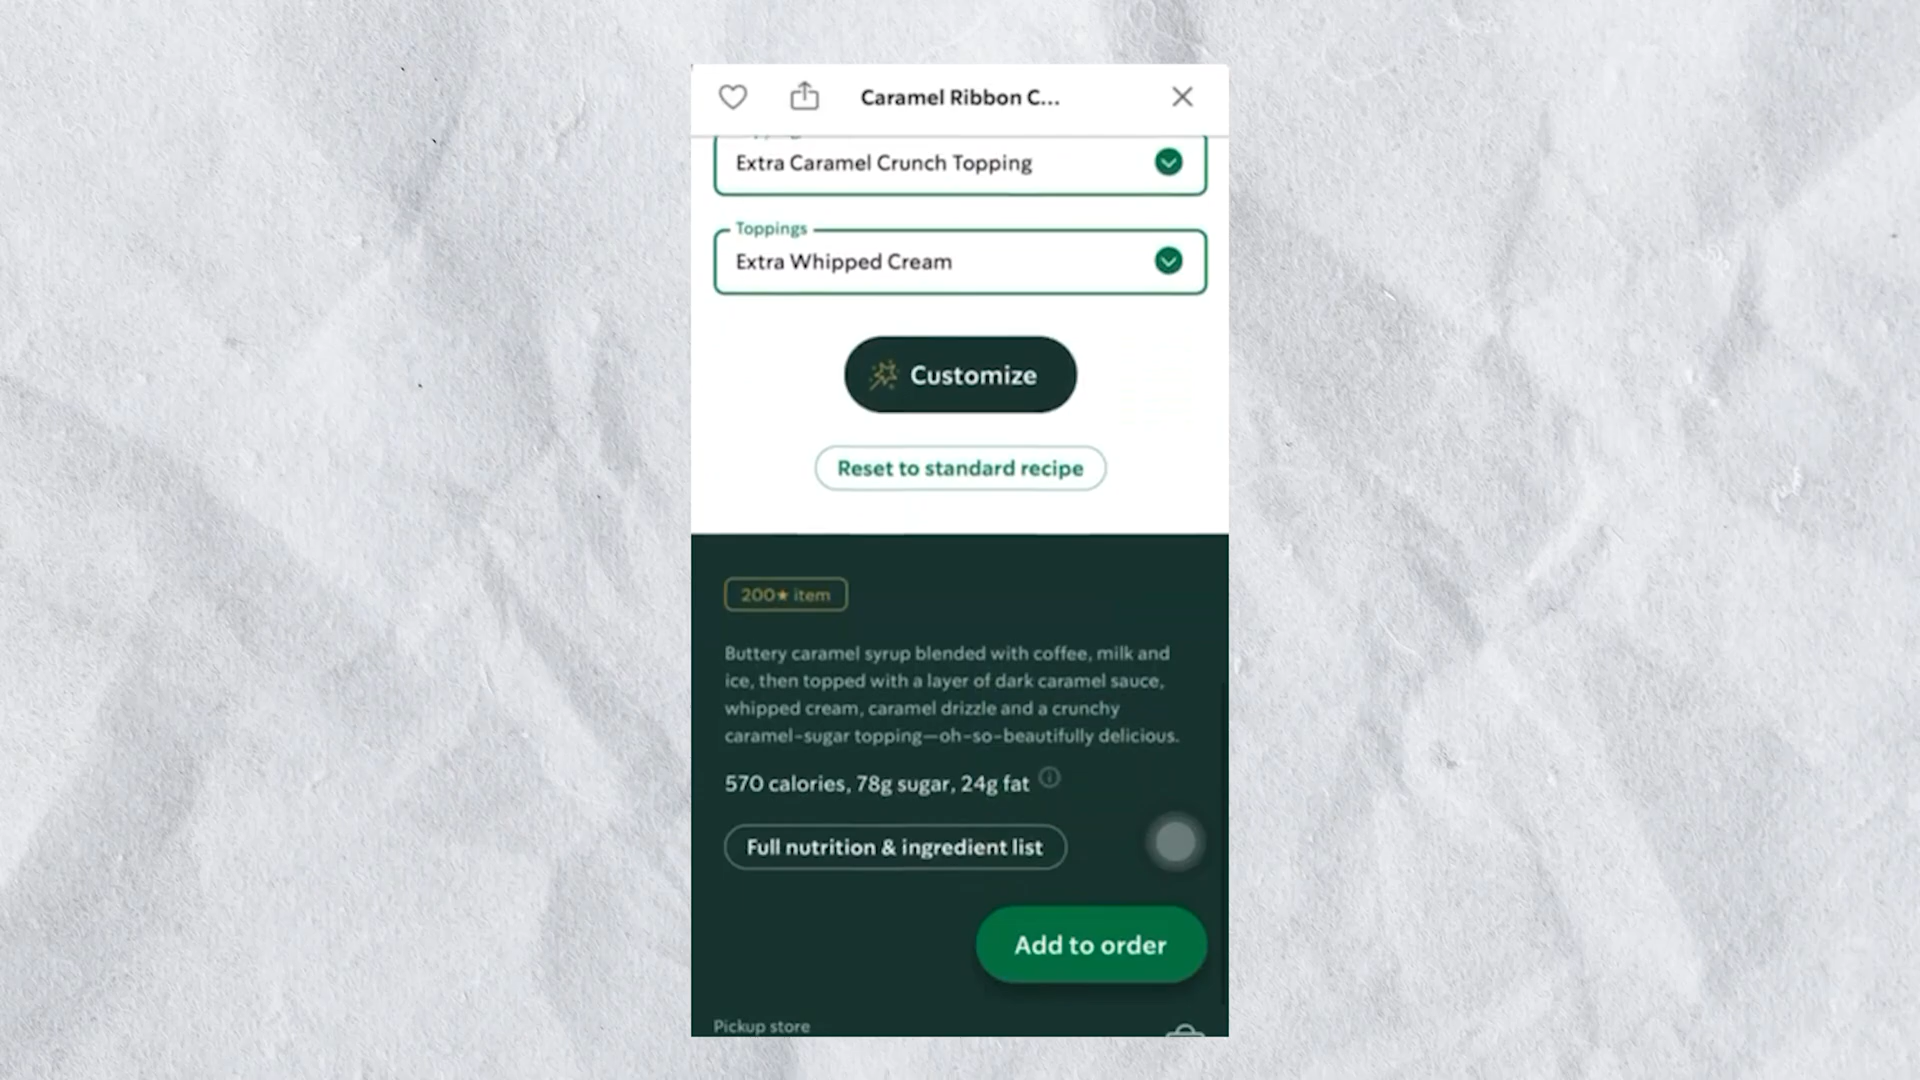 Caramel Ribbon C...
Extra Caramel Crunch Topping
Toppings
Extra Whipped Cream
Customize
Reset to standard recipe
200★ item
Buttery caramel syrup blended with coffee, milk and
ice, then topped with a layer of dark caramel sauce,
whipped cream, caramel drizzle and a crunchy
caramel-sugar topping—oh-so-beautifully delicious.
570 calories, 78g sugar, 24g fat
Full nutrition & ingredient list
Add to order
Pickup store